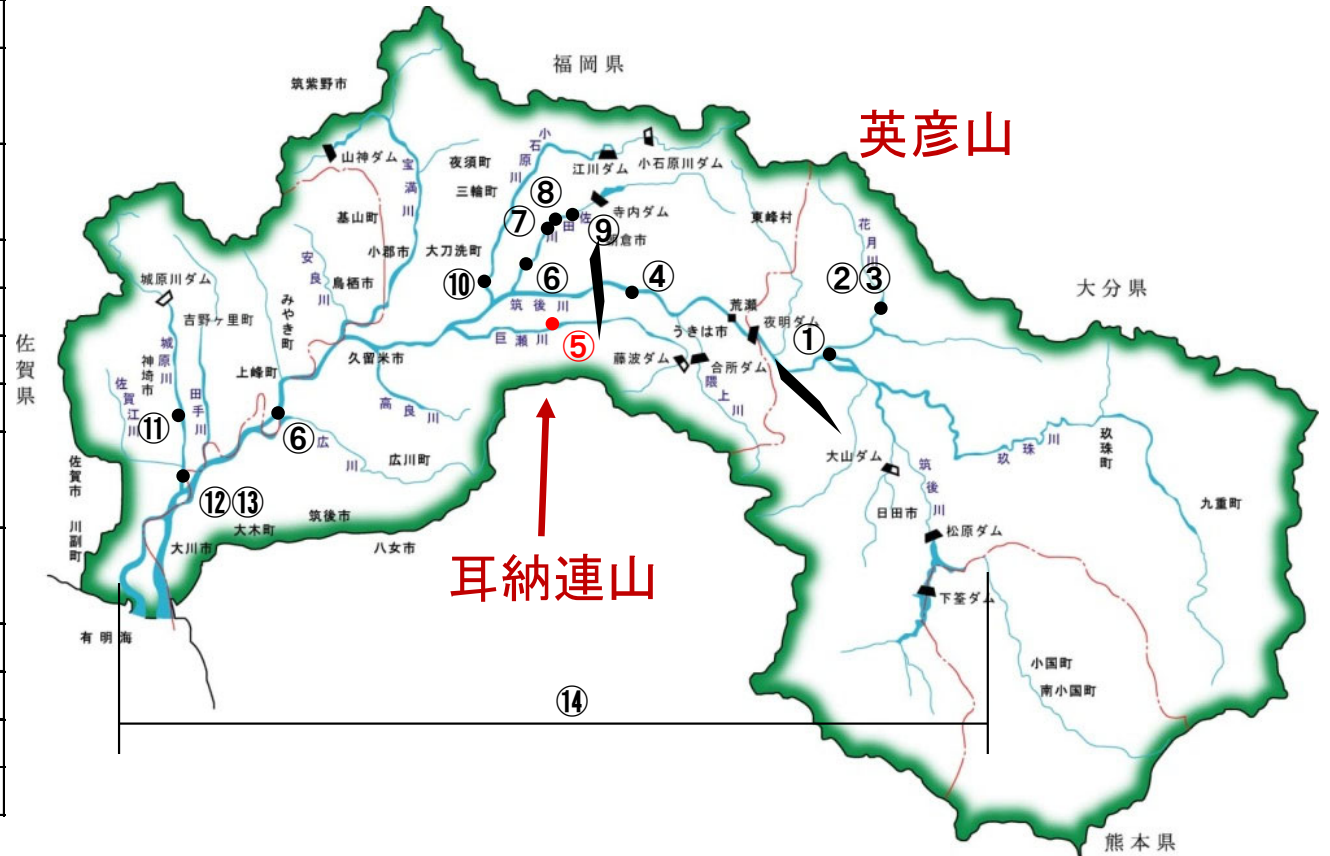 福岡県
筑紫野市
英彦山
山神ダム
宝満川
夜須町
小石原川
江川ダム
小石原川ダム
三輪町
⑧
寺内ダム
基山町
⑦
佐田川
⑨
朝倉市
東峰村
花月川
小郡市
大刀洗町
安良川
城原川ダム
鳥栖市
⑩
⑥
④
②③
大分県
みやき町
筑後川
荒瀬
吉野ヶ里町
巨瀬川
⑤
うきは市
夜明ダム
①
佐賀県
城原川
神埼市
久留米市
藤波ダム
合所ダム
上峰町
隈上川
佐賀江川
田手川
高良川
⑪
⑥
広川
広川町
大山ダム
筑後川
玖珠川
玖珠町
佐賀市
川副町
⑫⑬
大木町
筑後市
日田市
九重町
大川市
八女市
松原ダム
耳納連山
下筌ダム
有明海
小国町
南小国町
⑭
熊本県